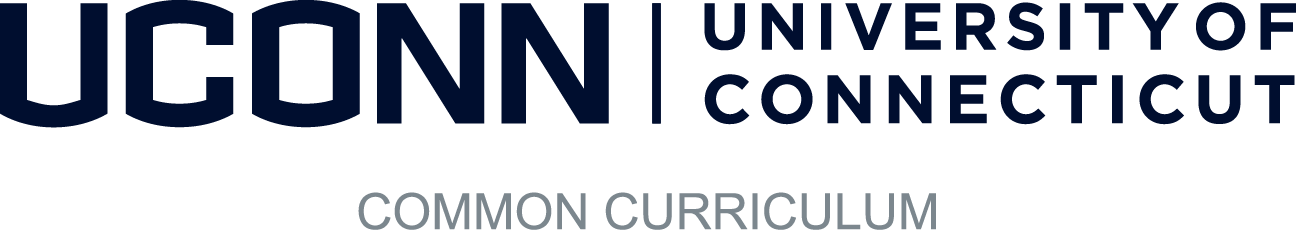 UCONN
UNIVERSITY OF
CONNECTICUT
COMMON CURRICULUM